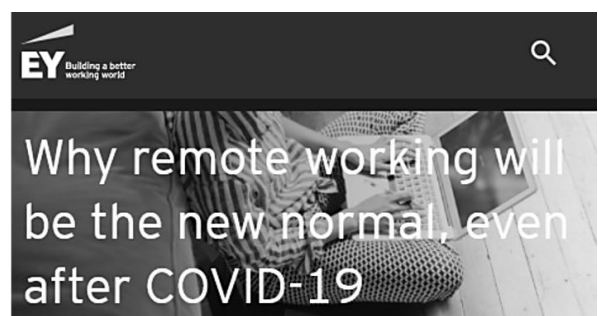 EY
Building a better
working world
Why remote working will
be the new normal, even
after COVID-19